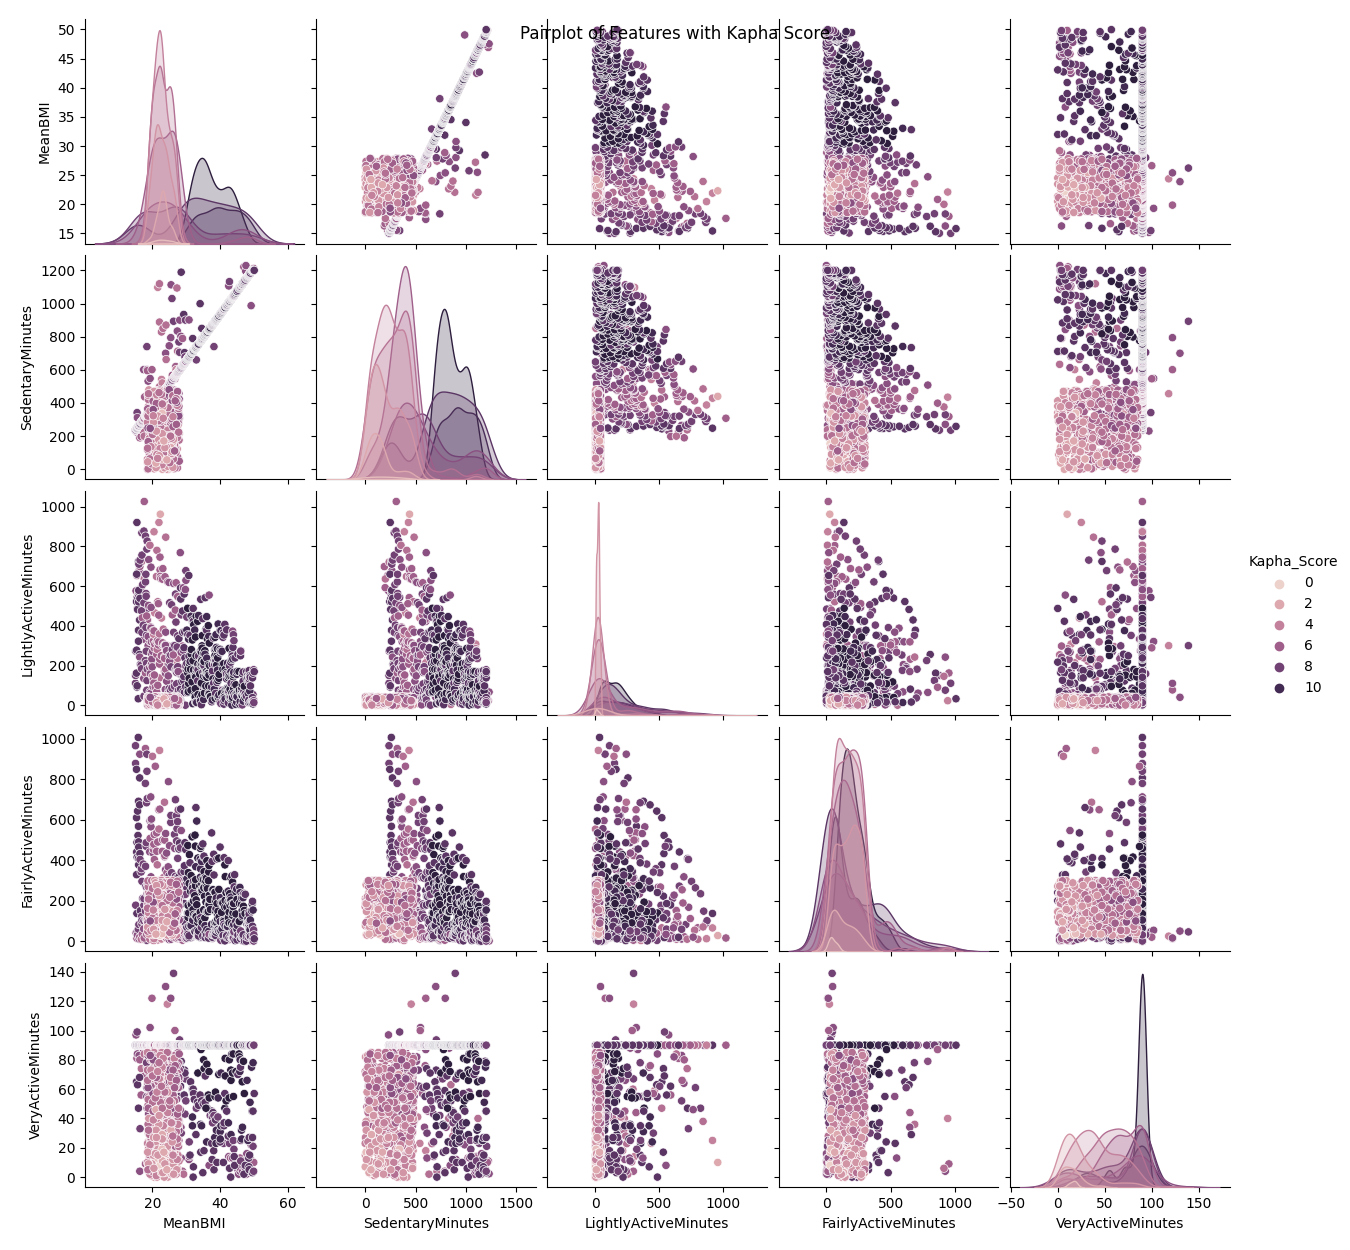 Pairplot of Features with Kapha Score
MeanBMI
50
45
40
35
30
25
20
15
0 500 1000 1500
0 500 1000
0 500 1000
0 50 100 150
SedentaryMinutes
1200
1000
800
600
400
200
0
LightlyActiveMinutes
1000
800
600
400
200
0
Kapha_Score
0
2
4
6
8
10
FairlyActiveMinutes
1000
800
600
400
200
0
VeryActiveMinutes
140
120
100
80
60
40
20
0
20 40 60
−50
MeanBMI
SedentaryMinutes
LightlyActiveMinutes
FairlyActiveMinutes
VeryActiveMinutes